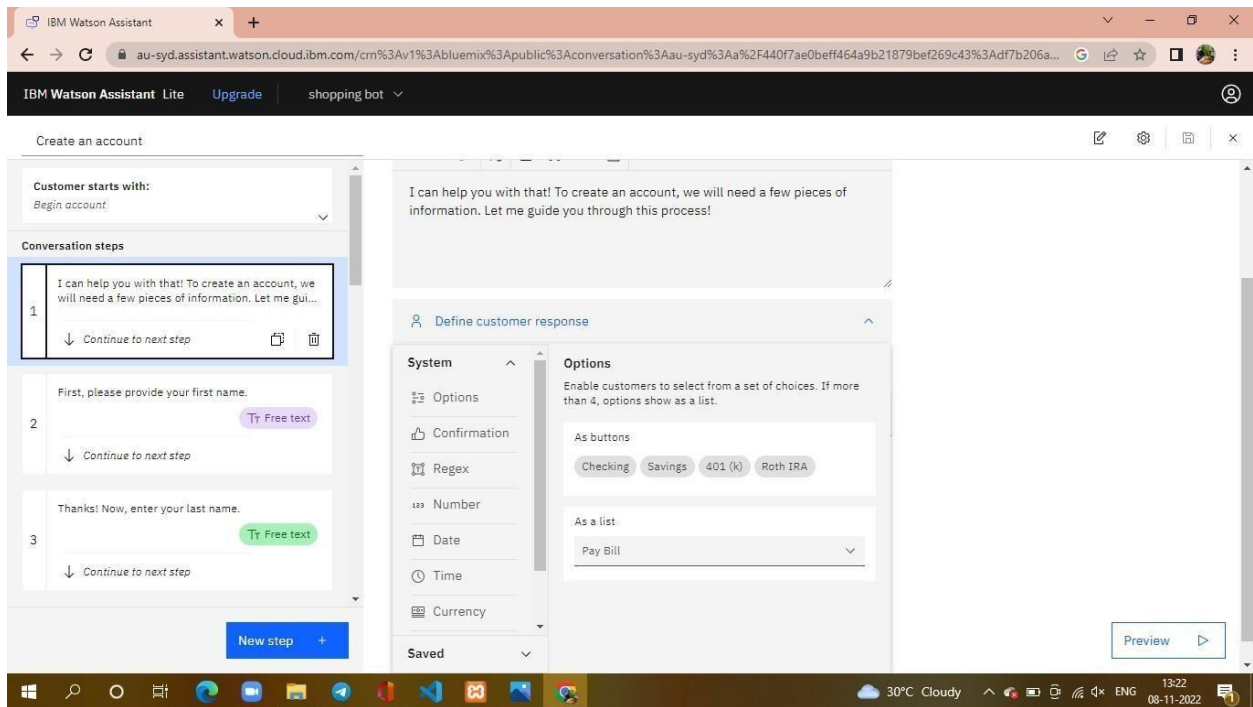 IBM Watson Assistant
au-syd.assistant.watson.cloud.ibm.com/crn%3Av1%3Abluemix%3Apublic%3Aconversation%3Aau-syd%3Aa%2F440f7ae0beff464a9b21879bef269c43%3Adf7b206a...
IBM Watson Assistant Lite Upgrade shopping bot
Create an account
Customer starts with:
Begin account
Conversation steps
1
I can help you with that! To create an account, we
will need a few pieces of information. Let me gui...
Continue to next step
2
First, please provide your first name.
Free text
Continue to next step
3
Thanks! Now, enter your last name.
Free text
Continue to next step
New step +
I can help you with that! To create an account, we will need a few pieces of
information. Let me guide you through this process!
Define customer response
System
Options
Confirmation
Regex
Number
Date
Time
Currency
Saved
Options
Enable customers to select from a set of choices. If more
than 4, options show as a list.
As buttons
Checking Savings 401 (k) Roth IRA
As a list
Pay Bill
Preview
30°C Cloudy ENG 13:22
08-11-2022